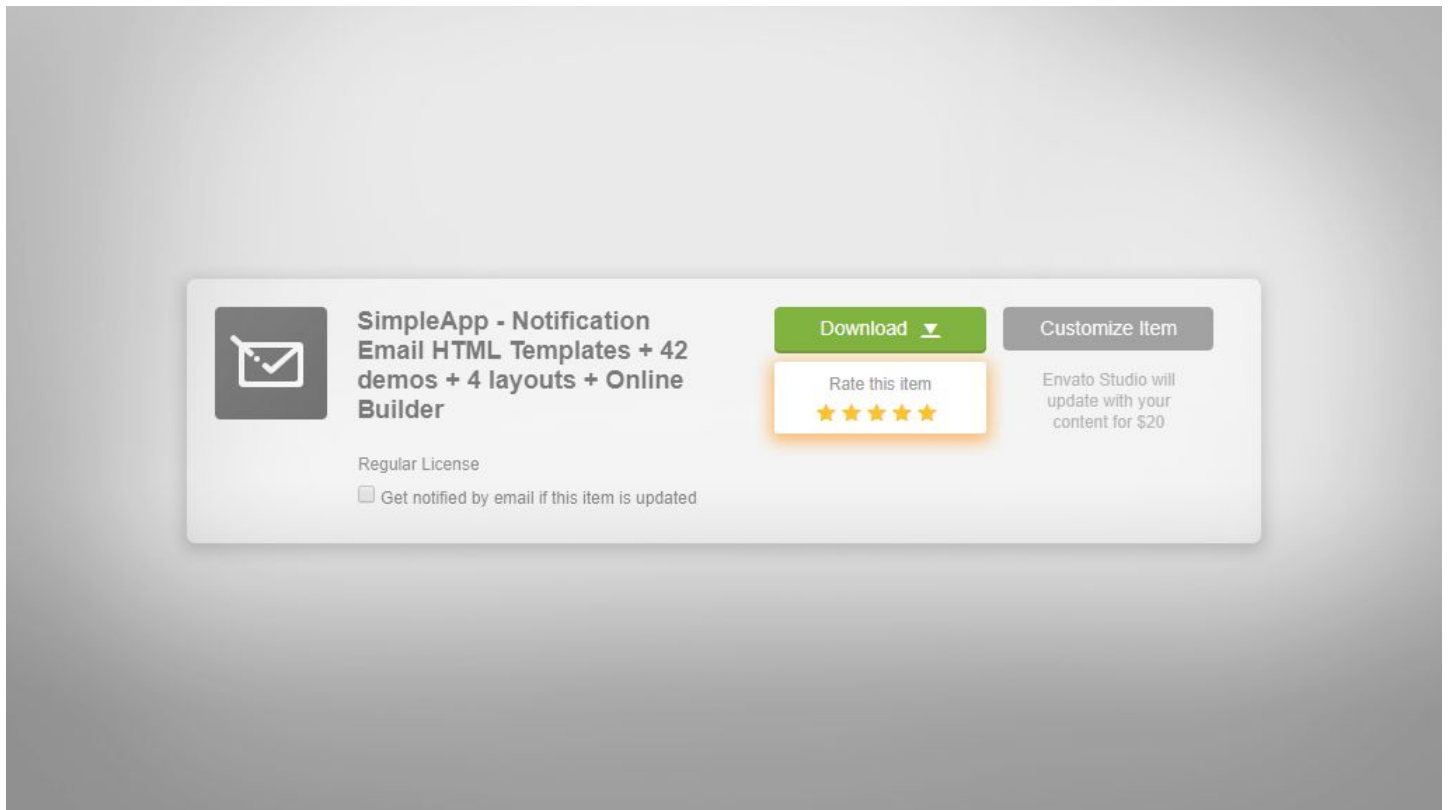 SimpleApp - Notification
Email HTML Templates + 42
demos + 4 layouts + Online
Builder
Regular License
Get notified by email if this item is updated
Download
Rate this item
Customize Item
Envato Studio will
update with your
content for $20